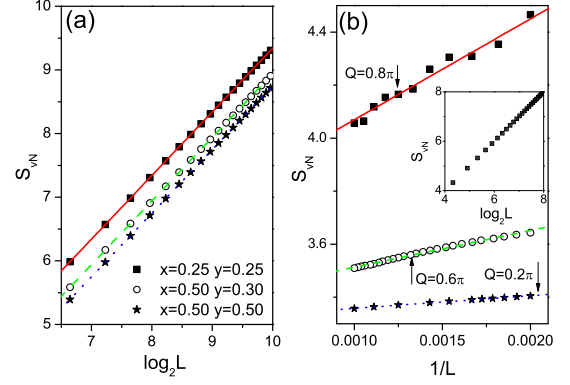 (a)
10
9
8
7
6
5
S_vN
7
8
9
10
log₂L
x=0.25 y=0.25
x=0.50 y=0.30
x=0.50 y=0.50
(b)
4.4
4.0
3.6
S_vN
Q=0.8π
Q=0.6π
Q=0.2π
0.0010
0.0015
0.0020
1/L
8
6
4
S_vN
4
5
6
7
8
log₂L